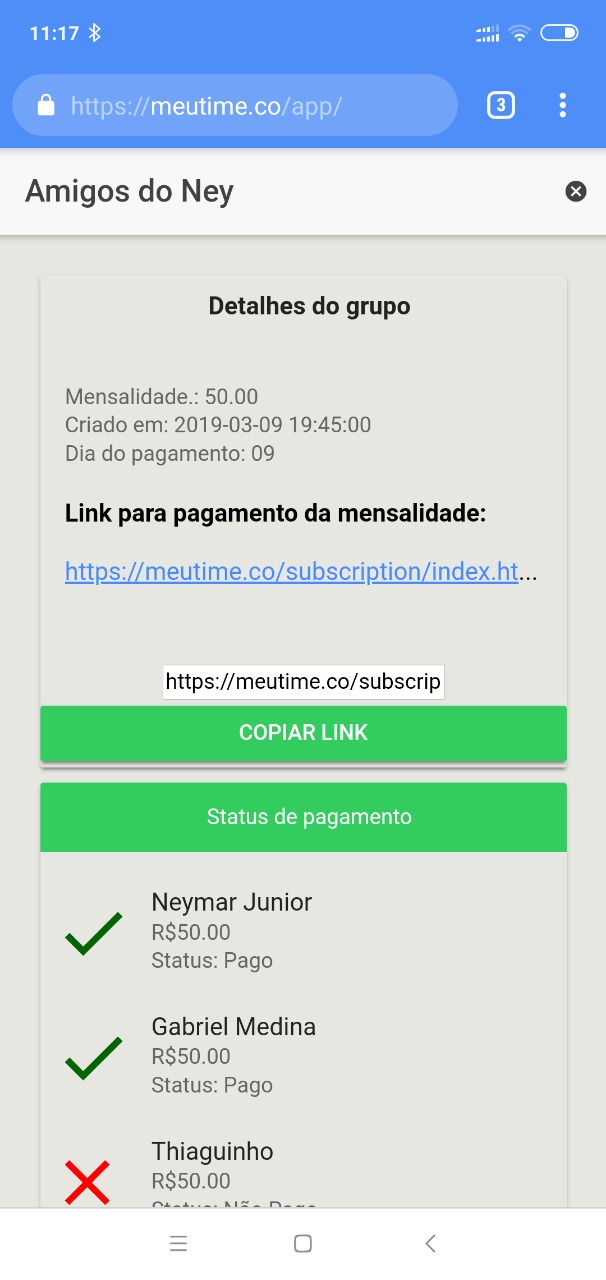 11:17
https://meutime.co/app/
3
Amigos do Ney
Detalhes do grupo
Mensalidade.: 50.00
Criado em: 2019-03-09 19:45:00
Dia do pagamento: 09
Link para pagamento da mensalidade:
https://meutime.co/subscription/index.ht...
https://meutime.co/subscrip
COPIAR LINK
Status de pagamento
Neymar Junior
R$50.00
Status: Pago
Gabriel Medina
R$50.00
Status: Pago
Thiaguinho
R$50.00
Status: Não Pago